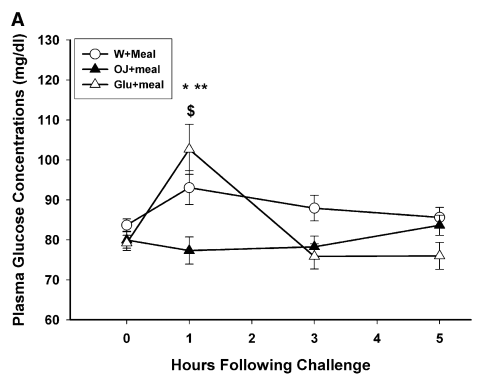 A
Plasma Glucose Concentrations (mg/dl)
130
120
110
100
90
80
70
60
W+Meal
OJ+meal
Glu+meal
* **
$
0
1
2
3
4
5
Hours Following Challenge